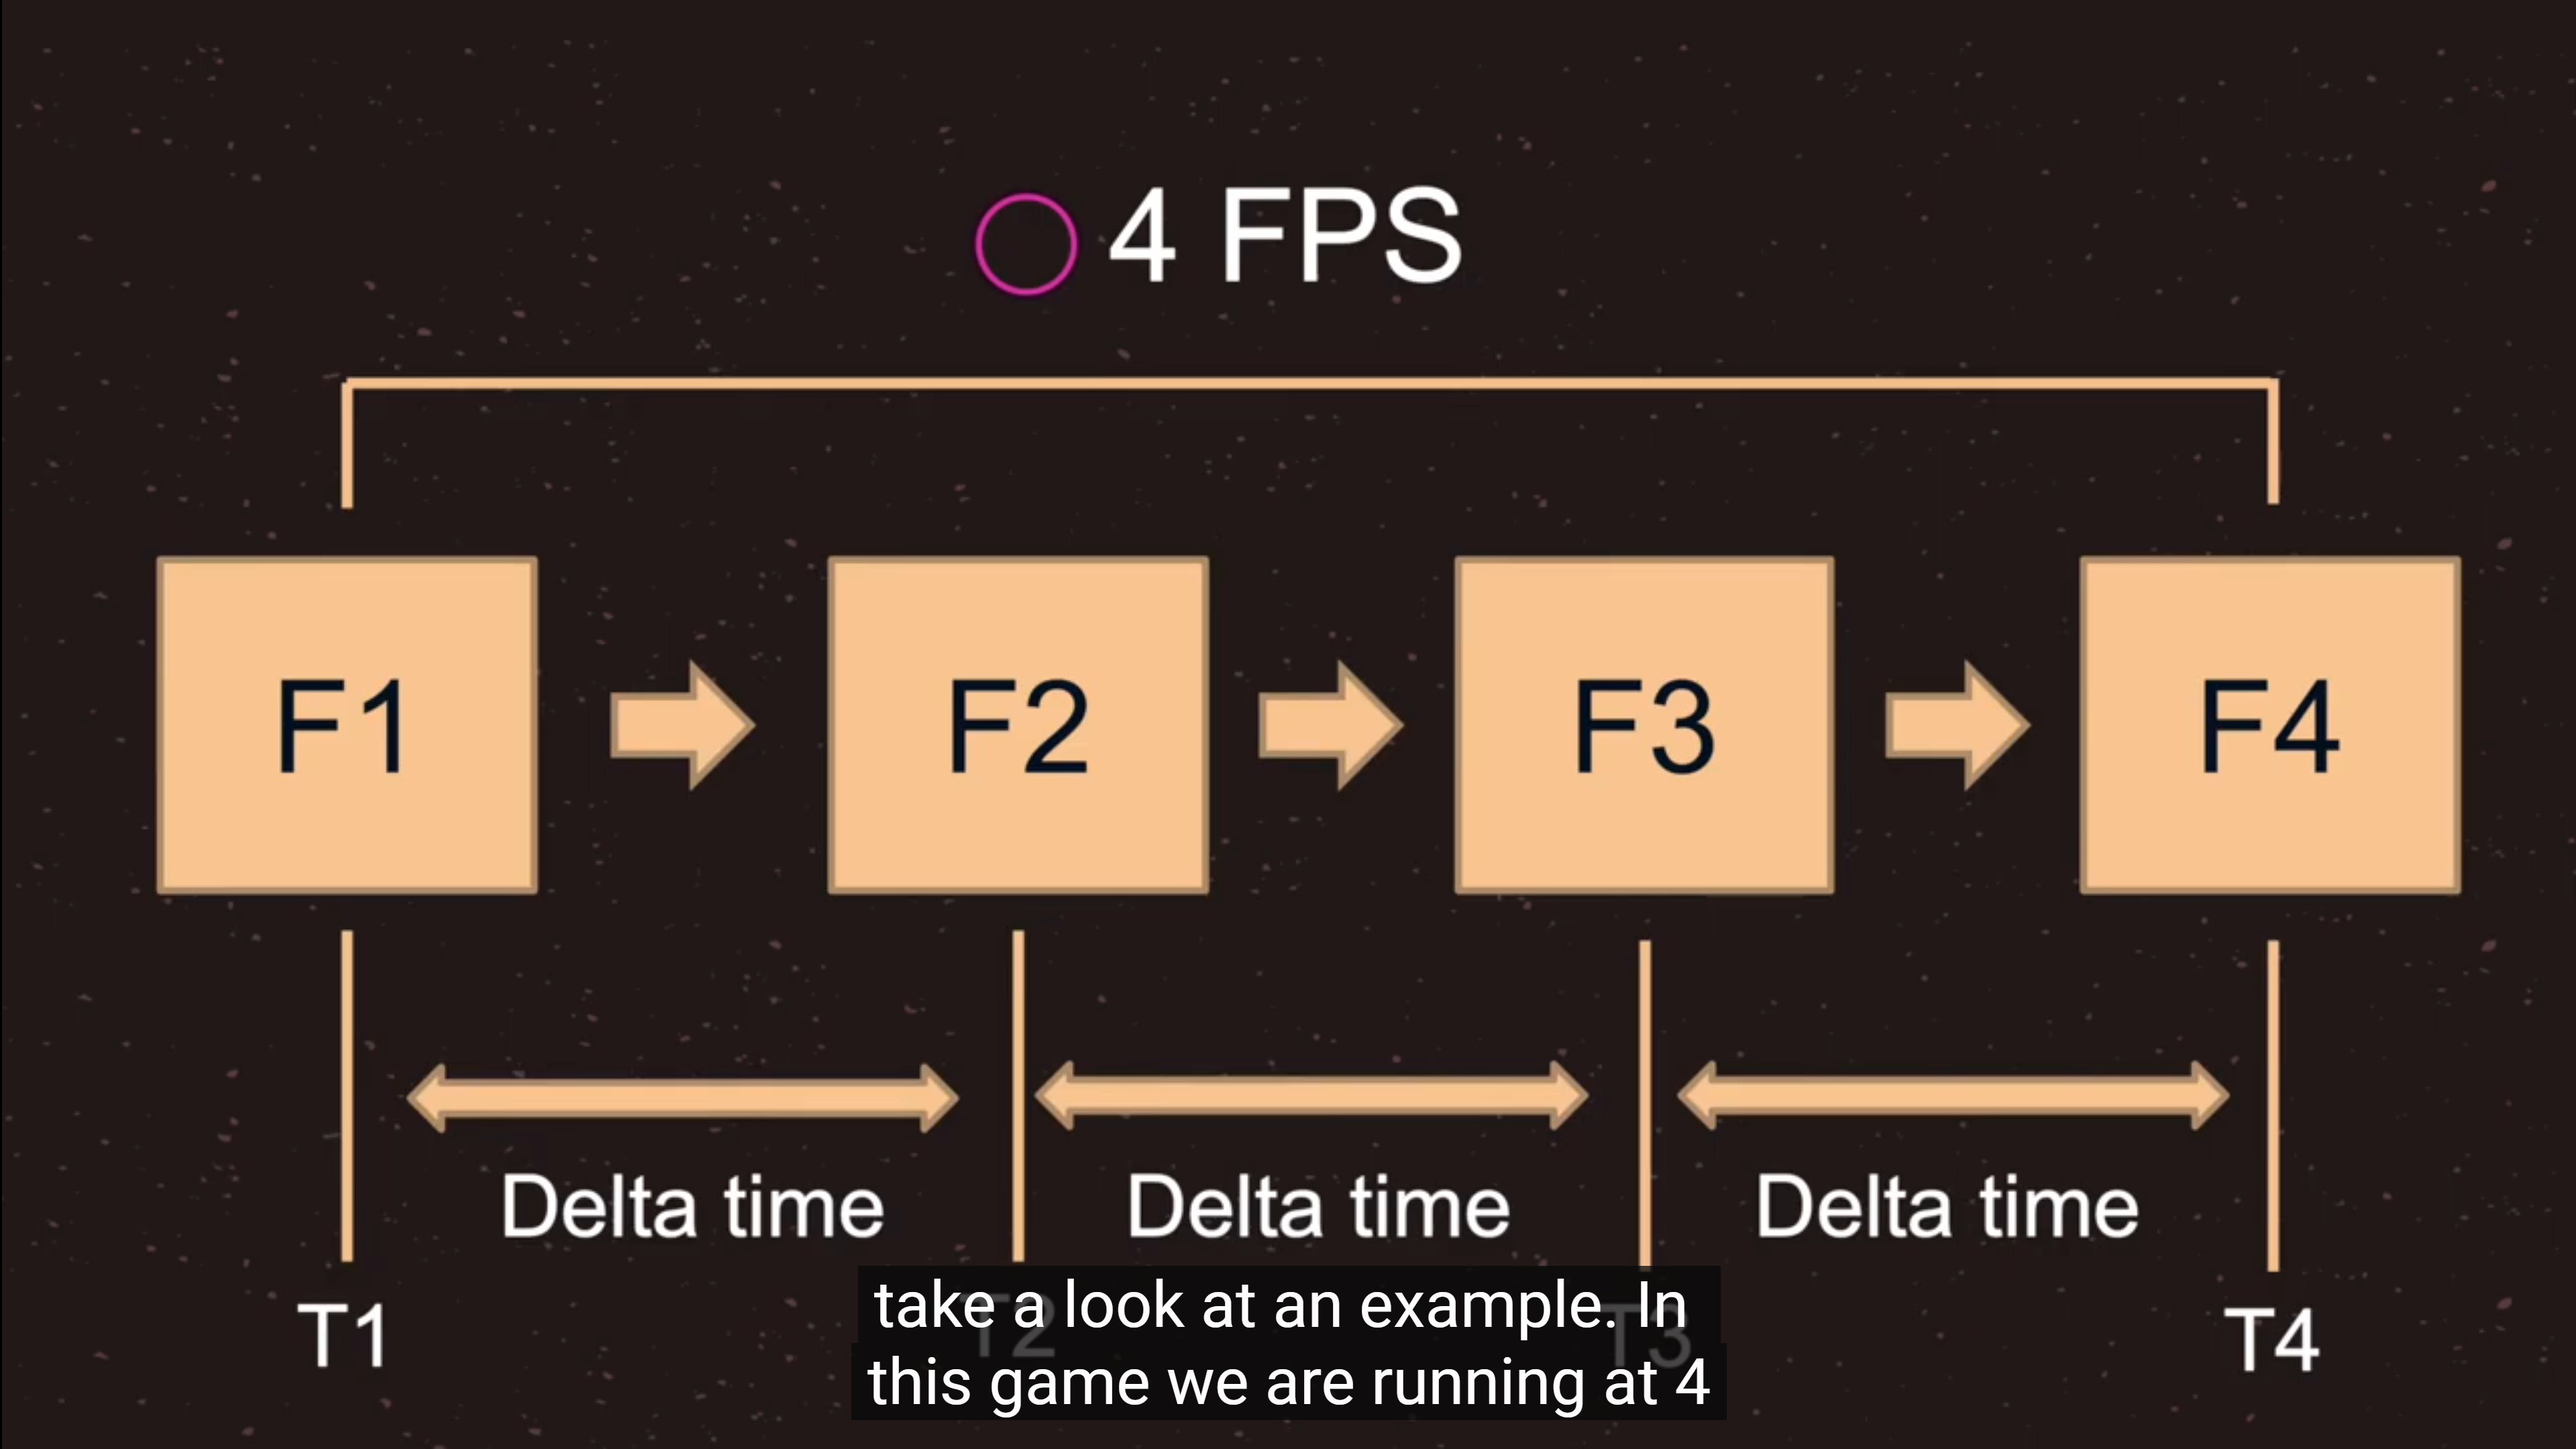 4 FPS
F1 F2 F3 F4
Delta time Delta time Delta time
T1 T2 T3 T4
take a look at an example. In
this game we are running at 4